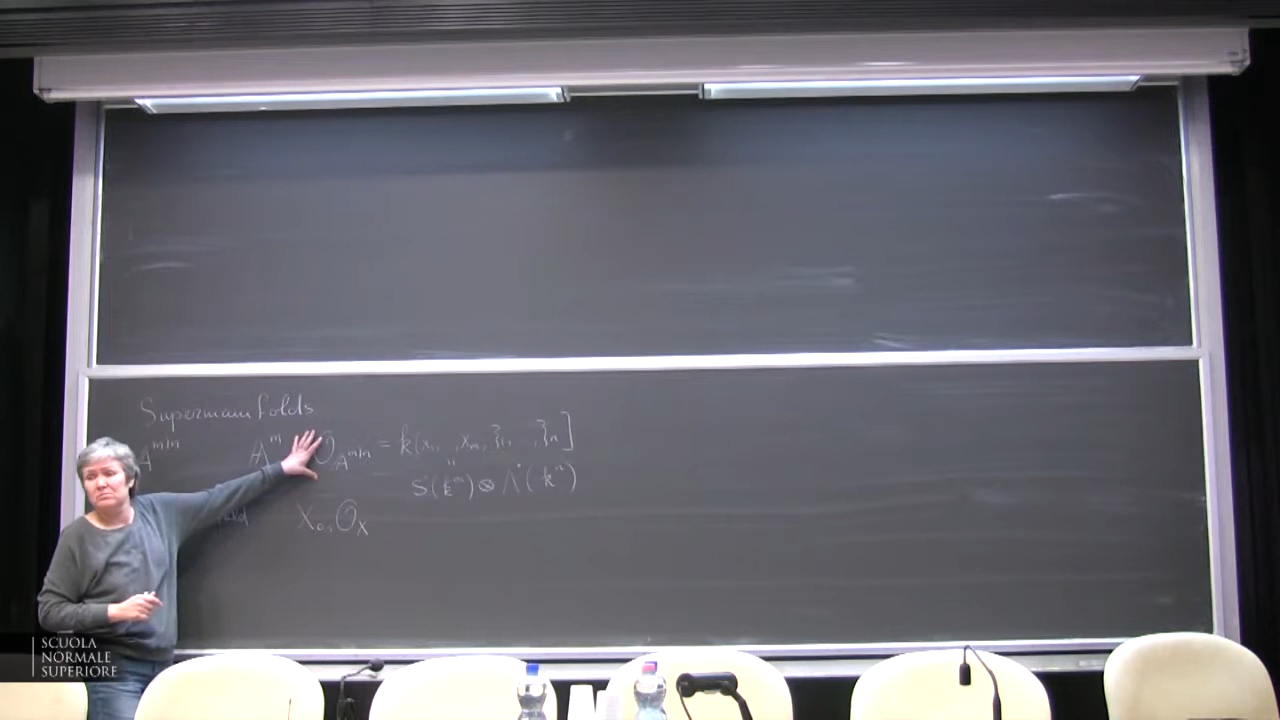 Supermanifolds
A^{m|n} A^m O_{A^{m|n}} = k[x_1, , x_m, ξ_1, , ξ_n]
S(k^m) ⊗ Λ^•(k^n)
X_0, O_X
SCUOLA
NORMALE
SUPERIORE